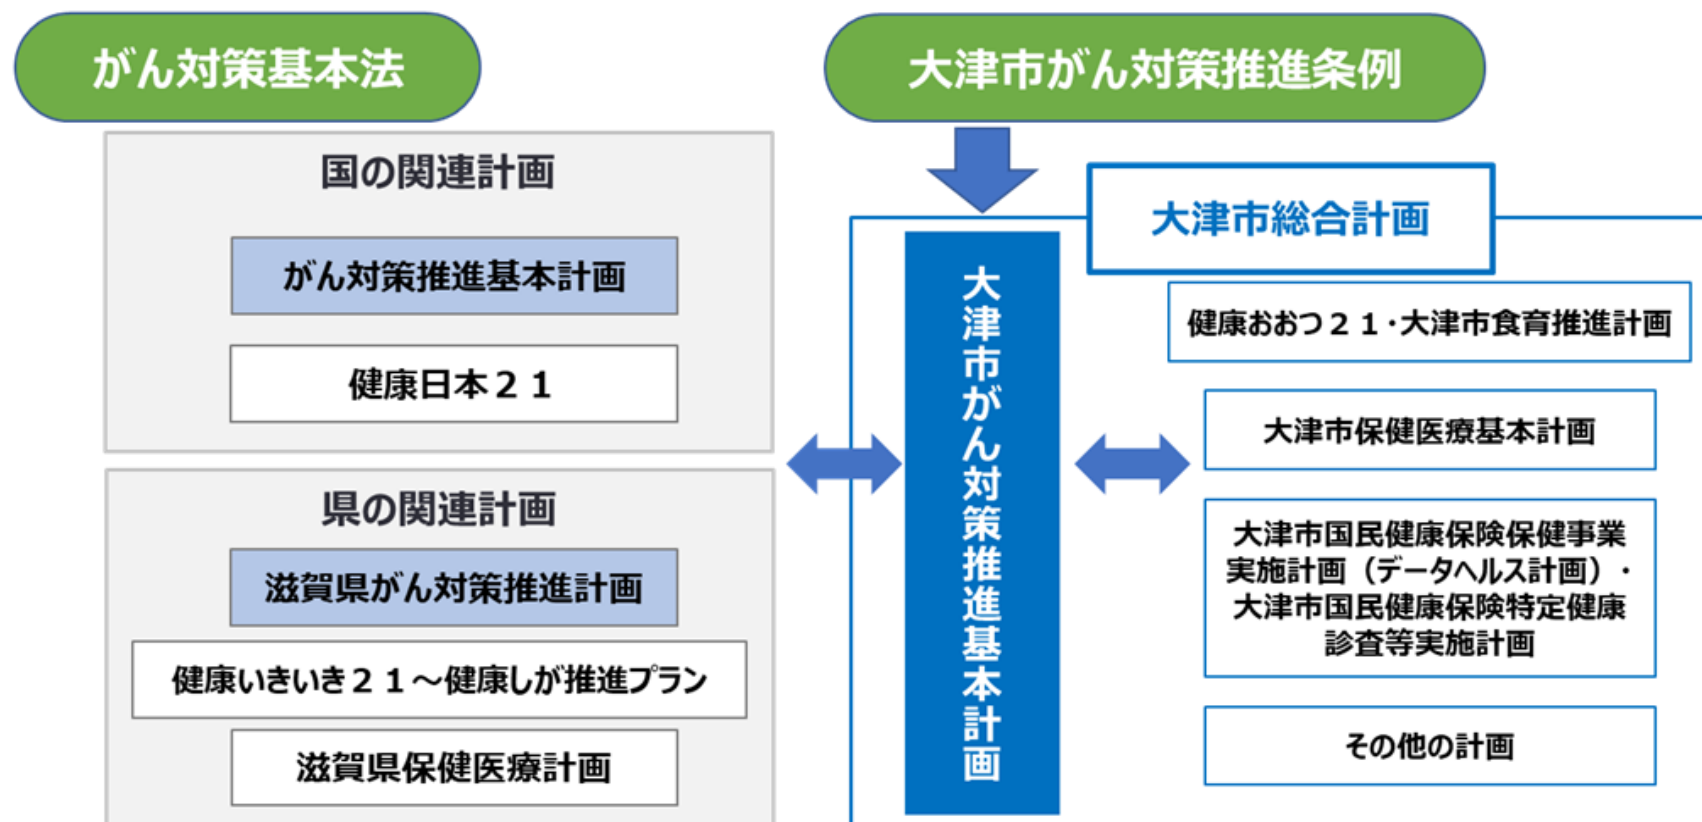 がん対策基本法
国の関連計画
がん対策推進基本計画
健康日本２１
県の関連計画
滋賀県がん対策推進計画
健康いきいき２１～健康しが推進プラン
滋賀県保健医療計画
大津市がん対策推進条例
大津市総合計画
大津市がん対策推進基本計画
健康おおつ２１・大津市食育推進計画
大津市保健医療基本計画
大津市国民健康保険保健事業
実施計画（データヘルス計画）・
大津市国民健康保険特定健康
診査等実施計画
その他の計画